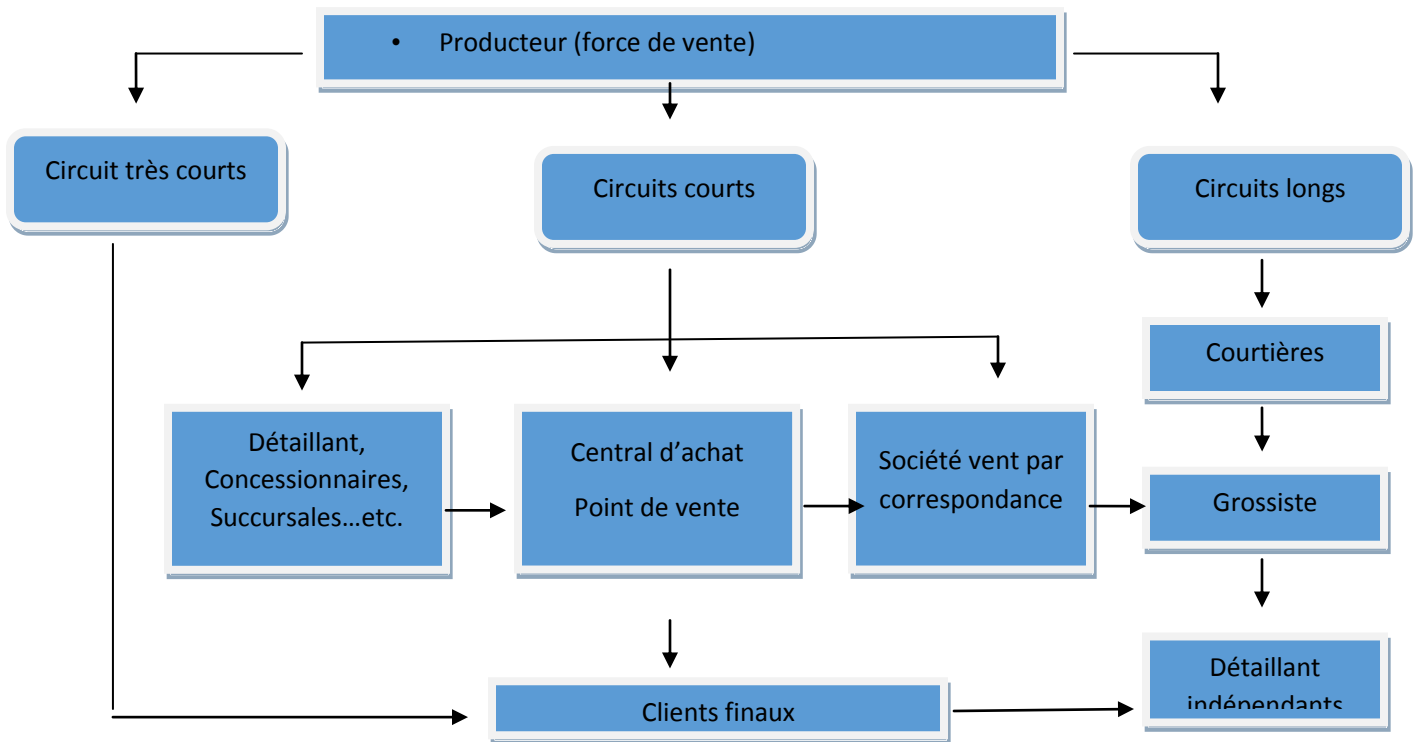 • Producteur (force de vente)
Circuit très courts
Circuits courts
Circuits longs
Courtières
Détaillant,
Concessionnaires,
Succursales…etc.
Central d’achat
Point de vente
Société vent par
correspondance
Grossiste
Détaillant
indépendants
Clients finaux